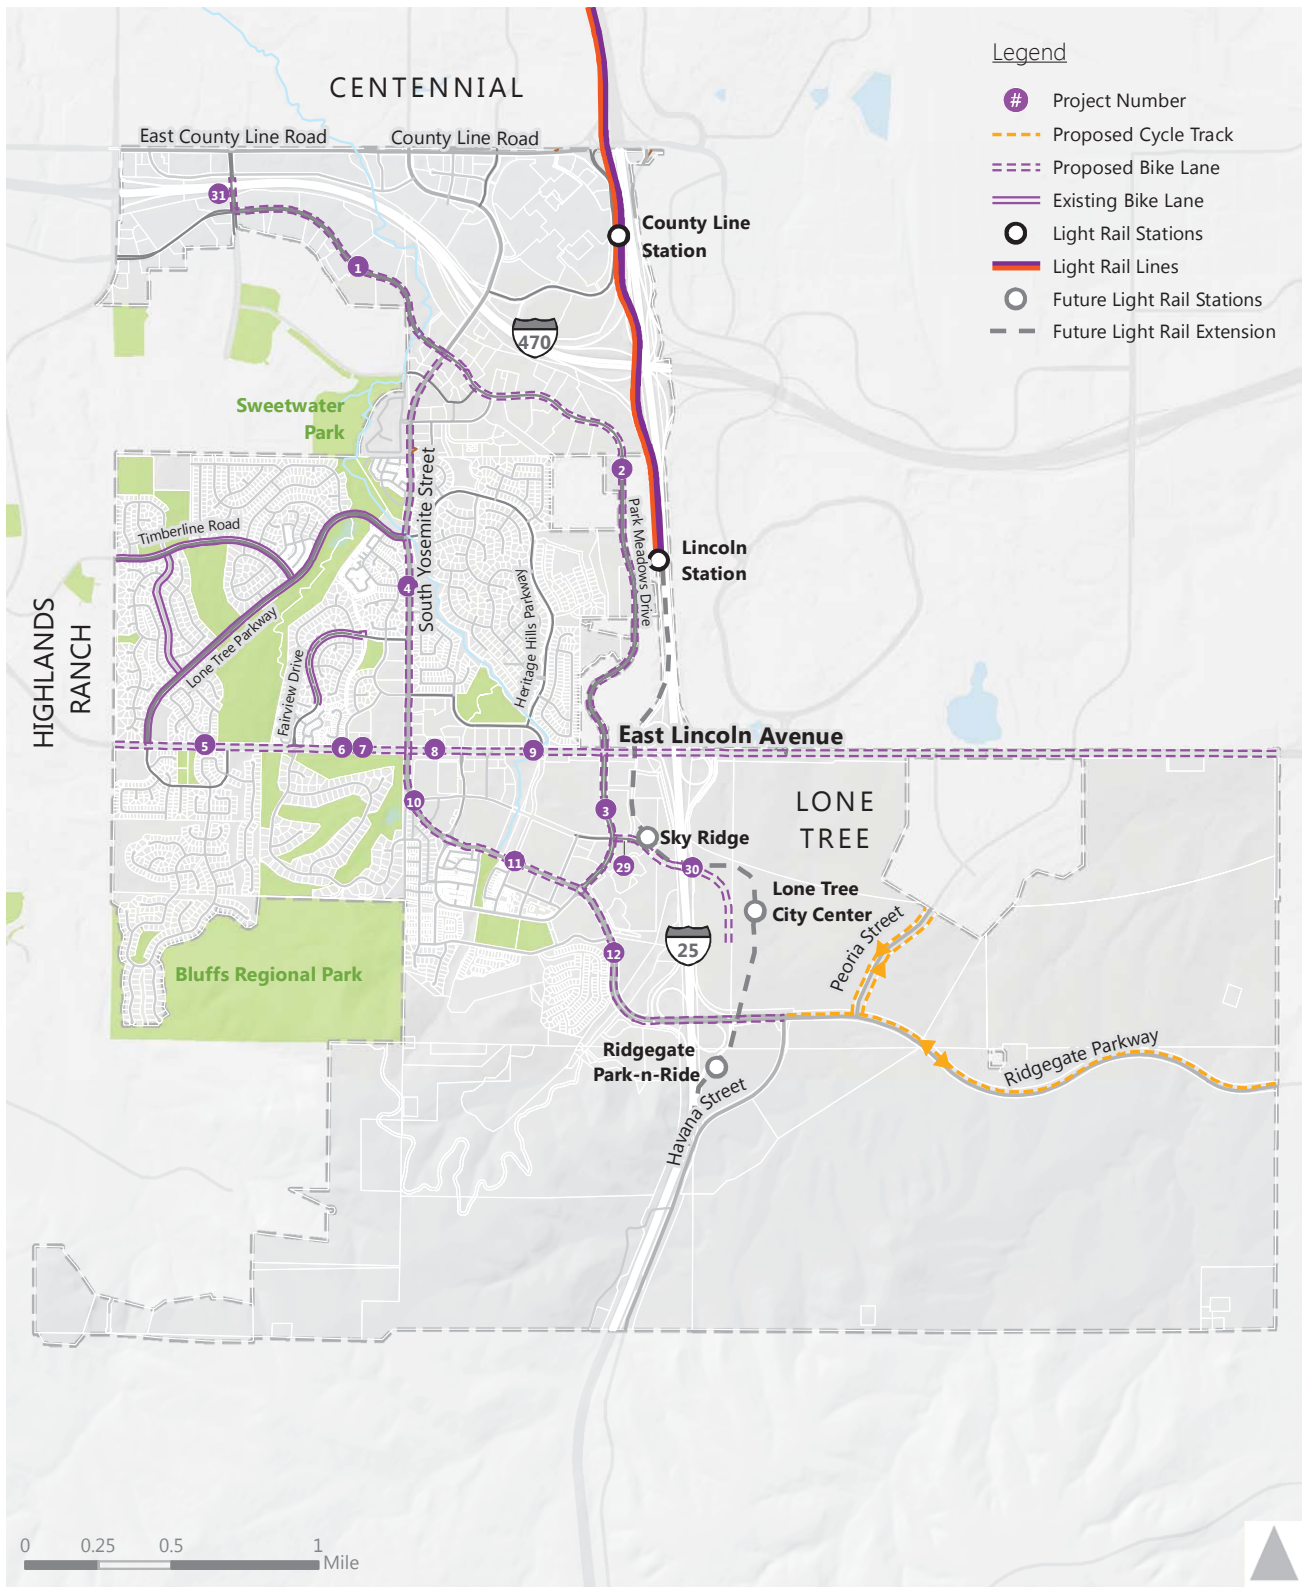 Legend
#
Project Number
Proposed Cycle Track
Proposed Bike Lane
Existing Bike Lane
Light Rail Stations
Light Rail Lines
Future Light Rail Stations
Future Light Rail Extension
CENTENNIAL
East County Line Road
County Line Road
31
County Line
Station
1
470
Sweetwater
Park
2
South Yosemite Street
Park Meadows Drive
Timberline Road
Lincoln
Station
4
Heritage Hills Parkway
HIGHLANDS
RANCH
Lone Tree Parkway
Fairview Drive
East Lincoln Avenue
5
6
7
8
9
10
3
LONE
TREE
Sky Ridge
11
29
30
Lone Tree
City Center
Peoria Street
12
25
Bluffs Regional Park
Ridgegate
Park-n-Ride
Ridgegate Parkway
Havana Street
0
0.25
0.5
1
Mile